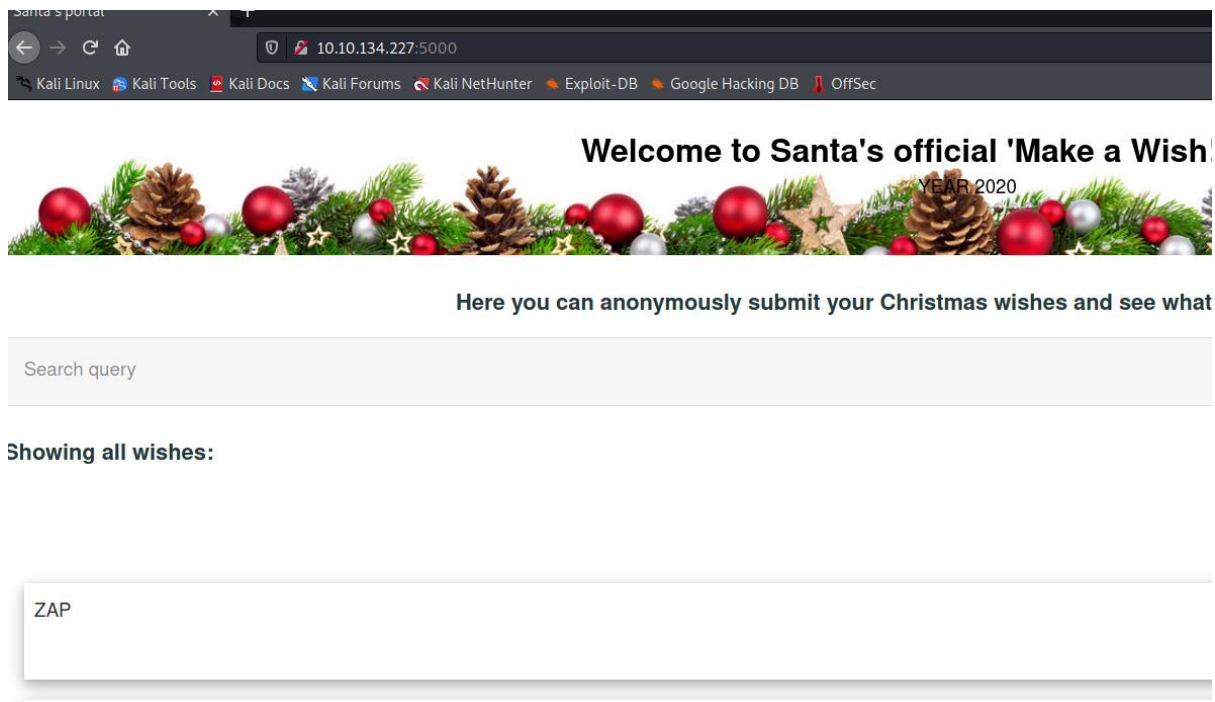 Santa's portal
10.10.134.227:5000
Kali Linux Kali Tools Kali Docs Kali Forums Kali NetHunter Exploit-DB Google Hacking DB OffSec
Welcome to Santa's official 'Make a Wish!
YEAR 2020
Here you can anonymously submit your Christmas wishes and see what
Search query
Showing all wishes:
ZAP